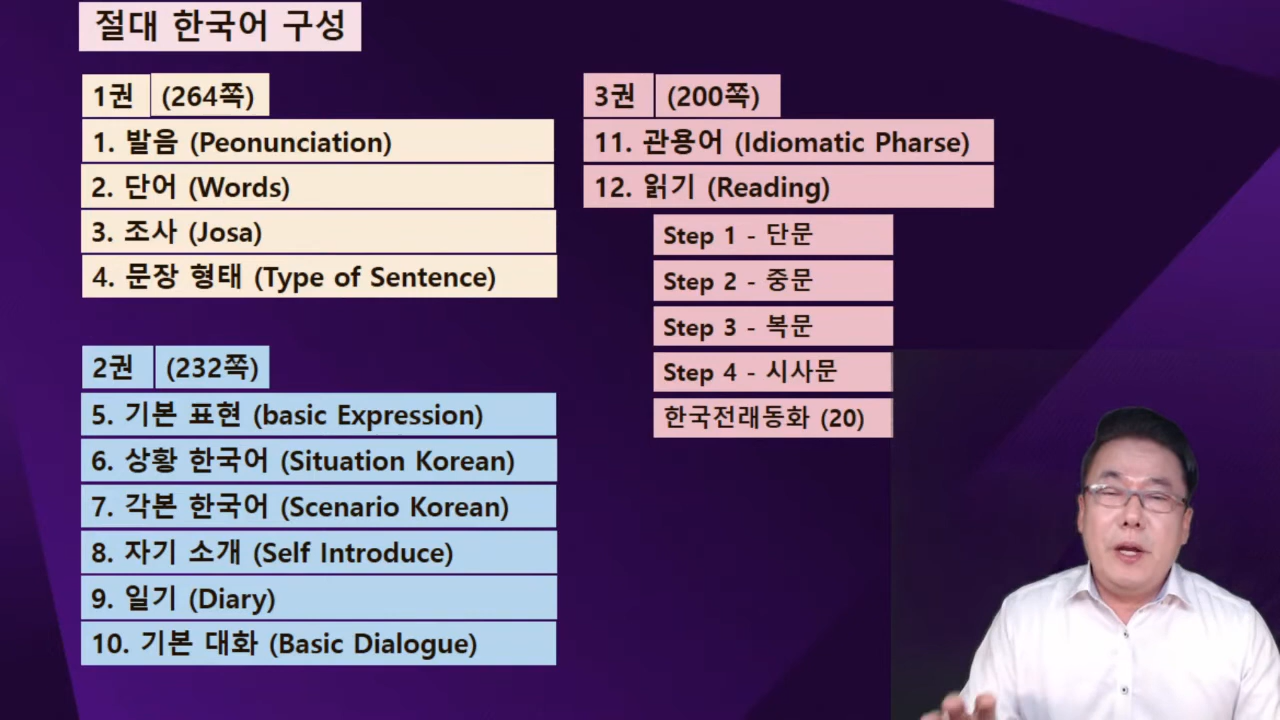 절대 한국어 구성
1권 (264쪽)
1. 발음 (Peonunciation)
2. 단어 (Words)
3. 조사 (Josa)
4. 문장 형태 (Type of Sentence)
2권 (232쪽)
5. 기본 표현 (basic Expression)
6. 상황 한국어 (Situation Korean)
7. 각본 한국어 (Scenario Korean)
8. 자기 소개 (Self Introduce)
9. 일기 (Diary)
10. 기본 대화 (Basic Dialogue)
3권 (200쪽)
11. 관용어 (Idiomatic Pharse)
12. 읽기 (Reading)
Step 1 - 단문
Step 2 - 중문
Step 3 - 복문
Step 4 - 시사문
한국전래동화 (20)